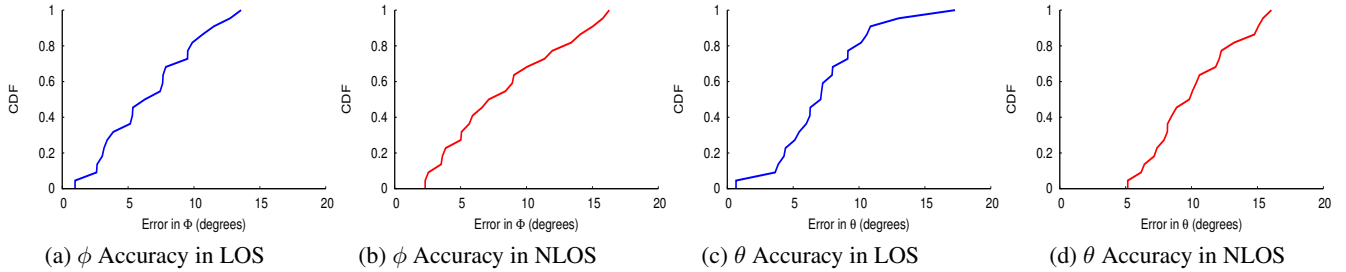 1
0.8
0.6
0.4
0.2
0
CDF
0 5 10 15 20
Error in Φ (degrees)
(a) ϕ Accuracy in LOS
1
0.8
0.6
0.4
0.2
0
CDF
0 5 10 15 20
Error in Φ (degrees)
(b) ϕ Accuracy in NLOS
1
0.8
0.6
0.4
0.2
0
CDF
0 5 10 15 20
Error in θ (degrees)
(c) θ Accuracy in LOS
1
0.8
0.6
0.4
0.2
0
CDF
0 5 10 15 20
Error in θ (degrees)
(d) θ Accuracy in NLOS